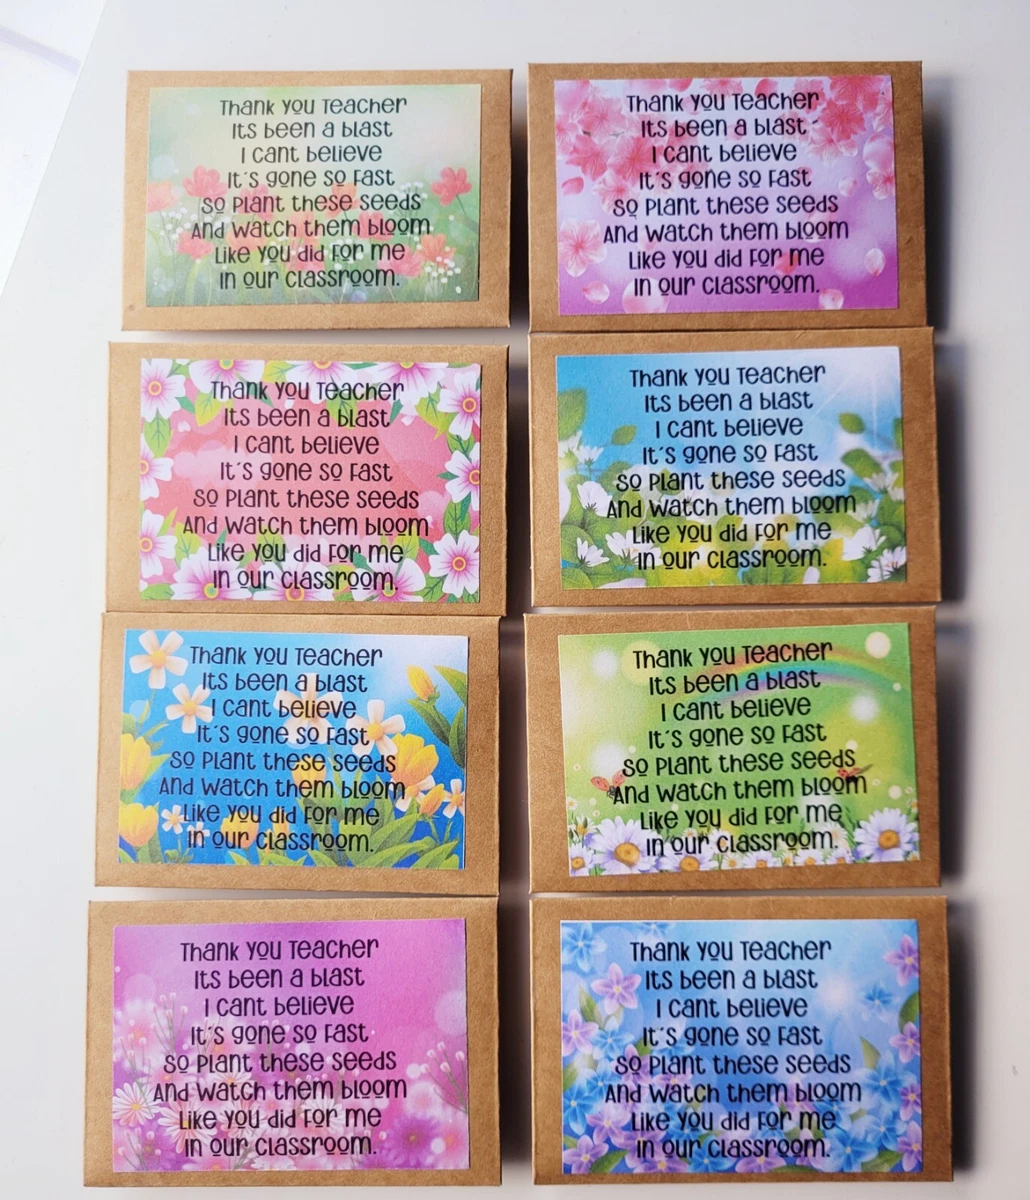 Thank you Teacher
Its been a blast
I cant believe
It's gone so fast
So plant these seeds
And watch them bloom
Like you did for me
In our classroom.
Thank you Teacher
Its been a blast
I cant believe
It's gone so fast
So plant these seeds
And watch them bloom
Like you did for me
In our classroom.
Thank you Teacher
Its been a blast
I cant believe
It's gone so fast
So plant these seeds
And watch them bloom
Like you did for me
In our classroom.
Thank you Teacher
Its been a blast
I cant believe
It's gone so fast
So plant these seeds
And watch them bloom
Like you did for me
In our classroom.
Thank you Teacher
Its been a blast
I cant believe
It's gone so fast
So plant these seeds
And watch them bloom
Like you did for me
In our classroom.
Thank you Teacher
Its been a blast
I cant believe
It's gone so fast
So plant these seeds
And watch them bloom
Like you did for me
In our classroom.
Thank you Teacher
Its been a blast
I cant believe
It's gone so fast
So plant these seeds
And watch them bloom
Like you did for me
In our classroom.
Thank you Teacher
Its been a blast
I cant believe
It's gone so fast
So plant these seeds
And watch them bloom
Like you did for me
In our classroom.